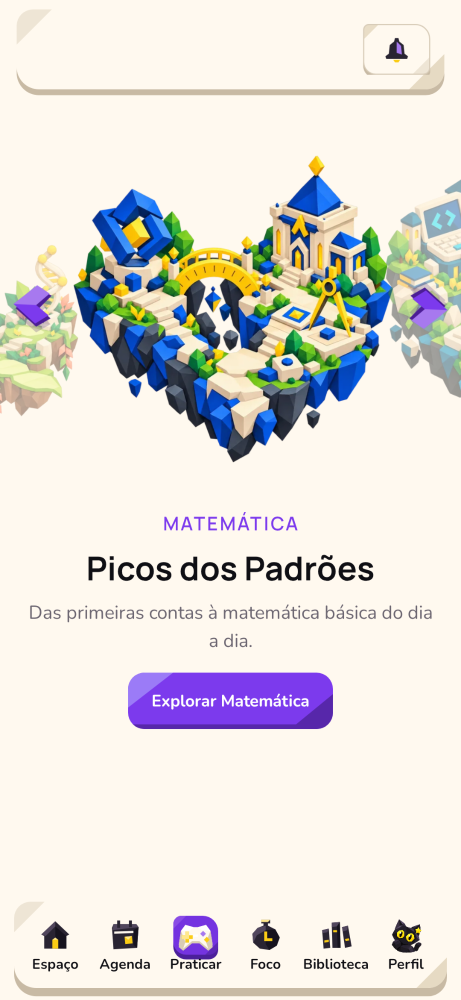 MATEMÁTICA
Picos dos Padrões
Das primeiras contas à matemática básica do dia
a dia.
Explorar Matemática
Espaço
Agenda
Praticar
Foco
Biblioteca
Perfil